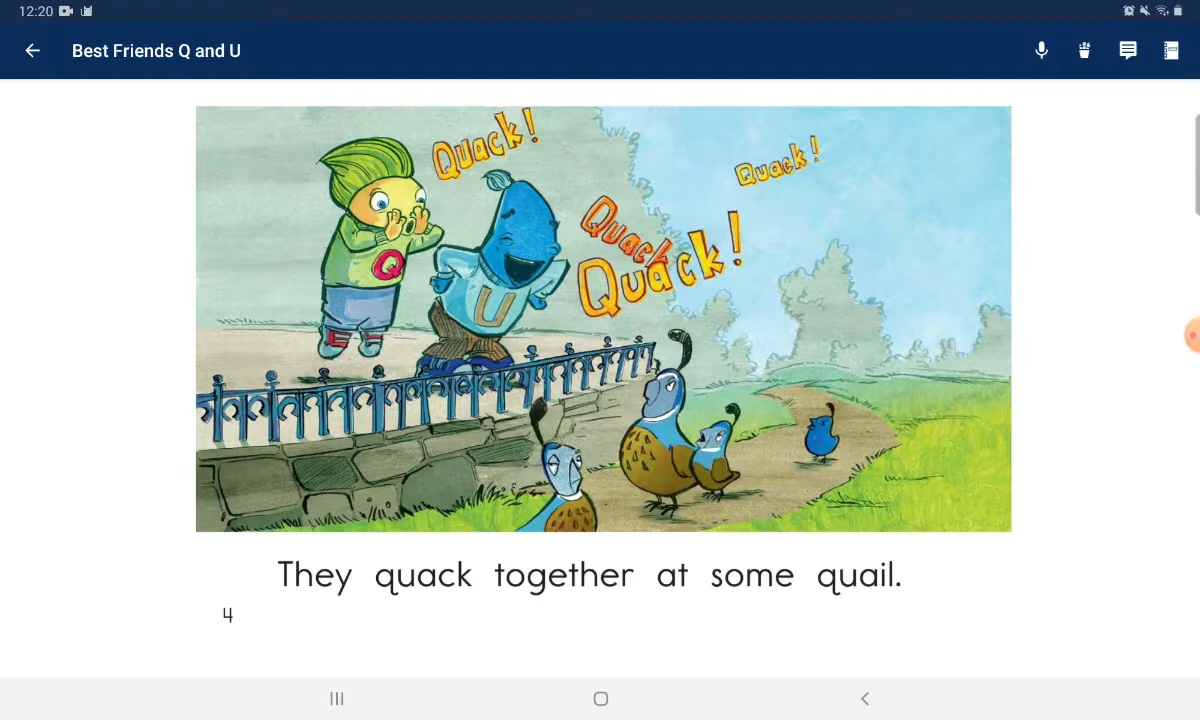 12:20
Best Friends Q and U
Quack!
Quack!
Quack
Quack!
Q
U
They quack together at some quail.
4